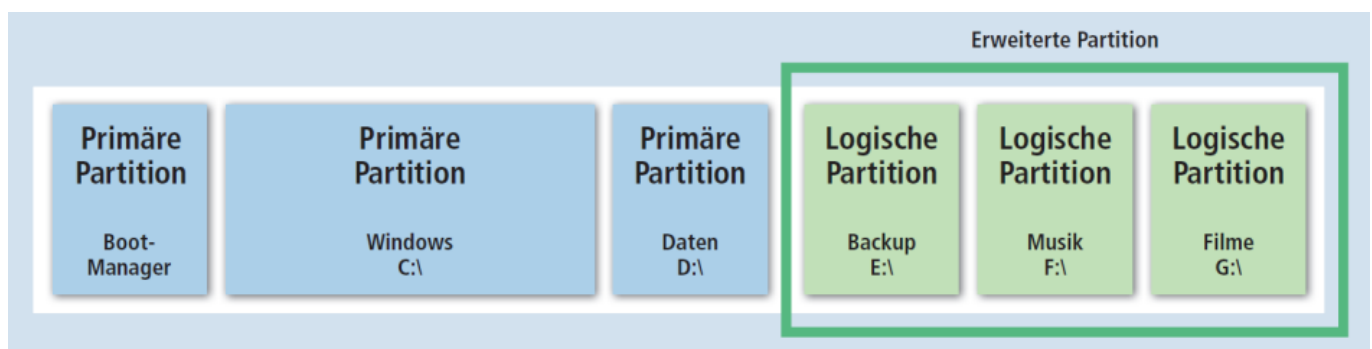 Erweiterte Partition
Primäre
Partition
Boot-
Manager
Primäre
Partition
Windows
C:\
Primäre
Partition
Daten
D:\
Logische
Partition
Backup
E:\
Logische
Partition
Musik
F:\
Logische
Partition
Filme
G:\